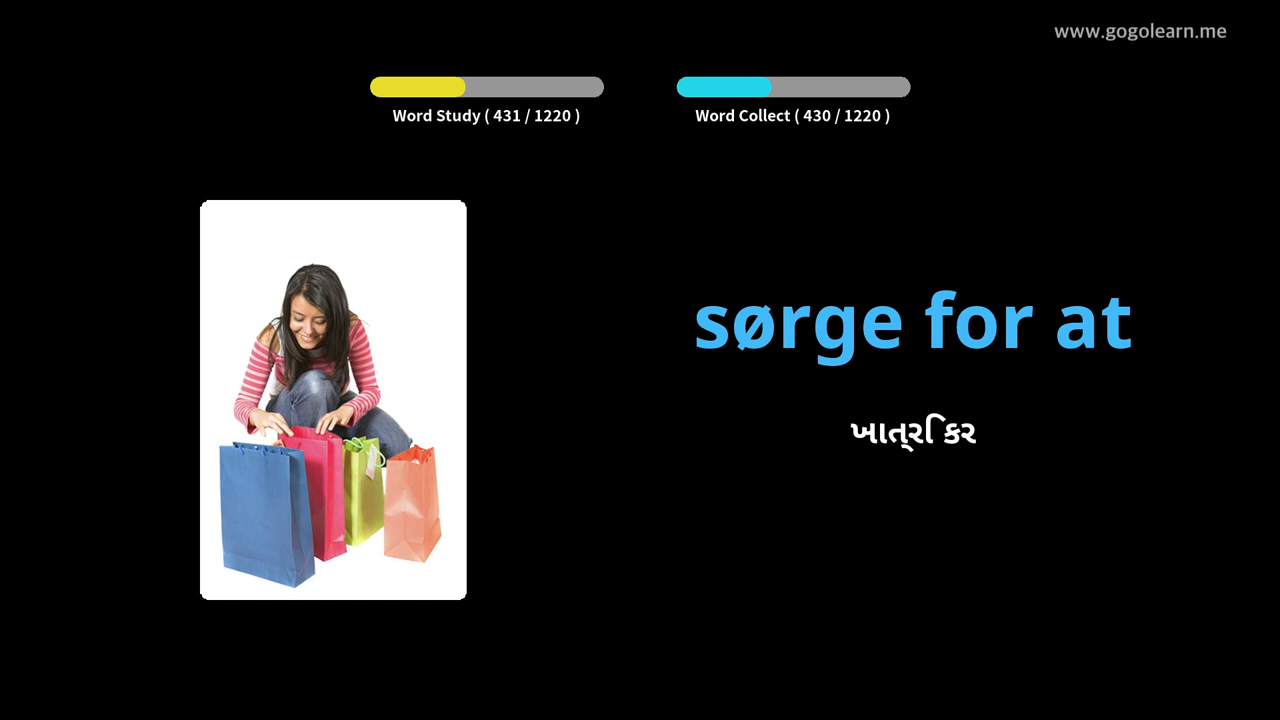 www.gogolearn.me
Word Study ( 431 / 1220 )
Word Collect ( 430 / 1220 )
sørge for at
ખાત્રિ કર